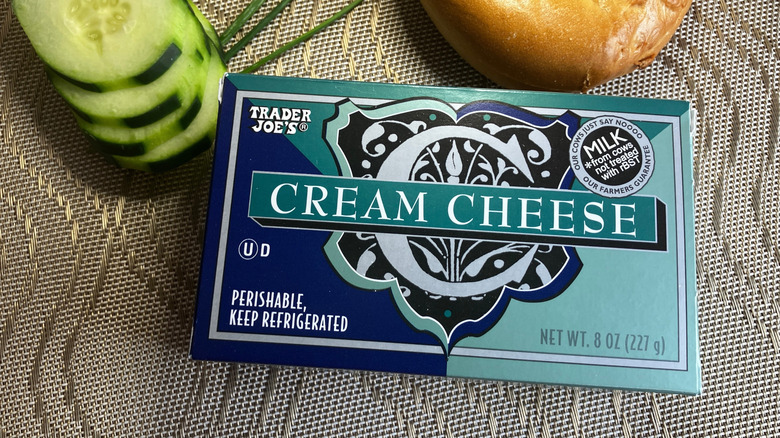 TRADER
JOE'S®
OUR COWS JUST SAY NOOOO
MILK
*from cows
not treated
with rBST
OUR FARMERS GUARANTEE
CREAM CHEESE
U D
PERISHABLE,
KEEP REFRIGERATED
NET WT. 8 OZ (227 g)